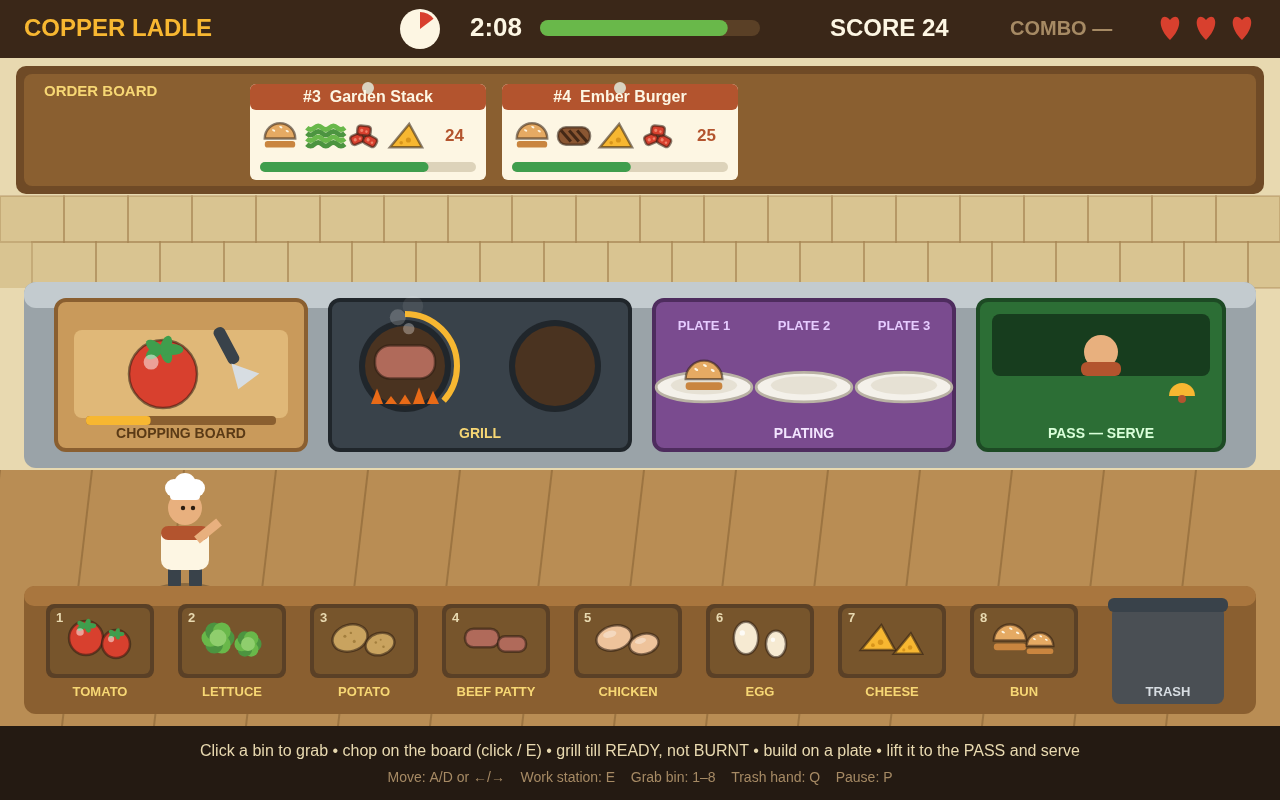 COPPER LADLE
2:08
SCORE 24
COMBO —
ORDER BOARD
#3 Garden Stack
24
#4 Ember Burger
25
CHOPPING BOARD
GRILL
PLATE 1
PLATE 2
PLATE 3
PLATING
PASS — SERVE
1
TOMATO
2
LETTUCE
3
POTATO
4
BEEF PATTY
5
CHICKEN
6
EGG
7
CHEESE
8
BUN
TRASH
Click a bin to grab • chop on the board (click / E) • grill till READY, not BURNT • build on a plate • lift it to the PASS and serve
Move: A/D or ←/→ Work station: E Grab bin: 1–8 Trash hand: Q Pause: P